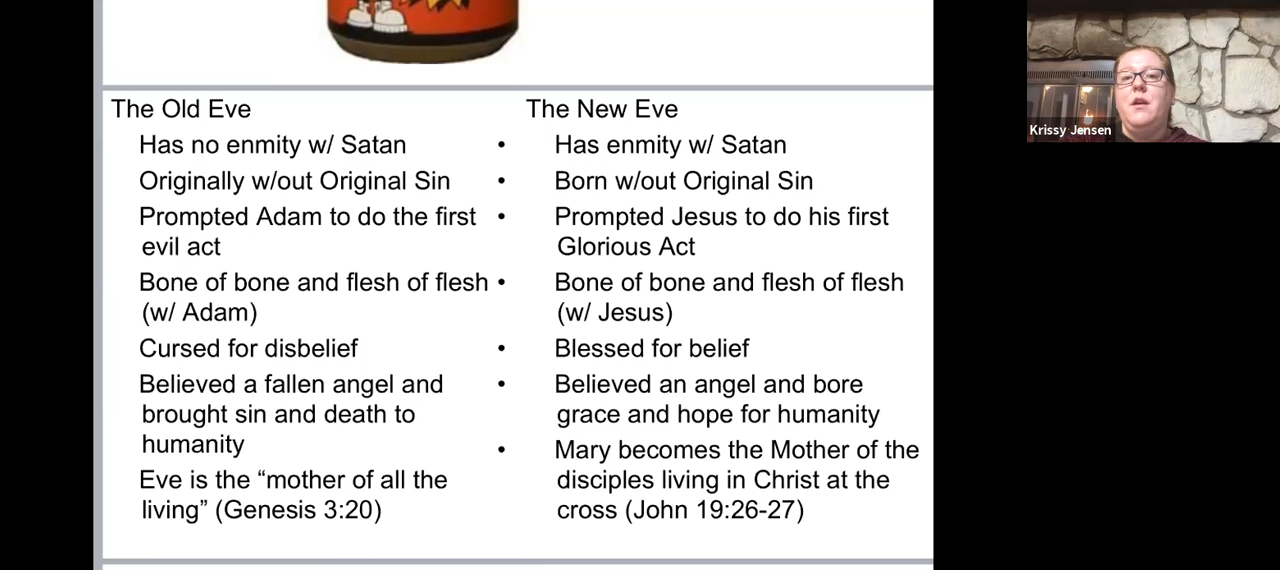 The Old Eve
Has no enmity w/ Satan
Originally w/out Original Sin
Prompted Adam to do the first
evil act
Bone of bone and flesh of flesh
(w/ Adam)
Cursed for disbelief
Believed a fallen angel and
brought sin and death to
humanity
Eve is the “mother of all the
living” (Genesis 3:20)
The New Eve
• Has enmity w/ Satan
• Born w/out Original Sin
• Prompted Jesus to do his first
Glorious Act
• Bone of bone and flesh of flesh
(w/ Jesus)
• Blessed for belief
• Believed an angel and bore
grace and hope for humanity
• Mary becomes the Mother of the
disciples living in Christ at the
cross (John 19:26-27)
Krissy Jensen